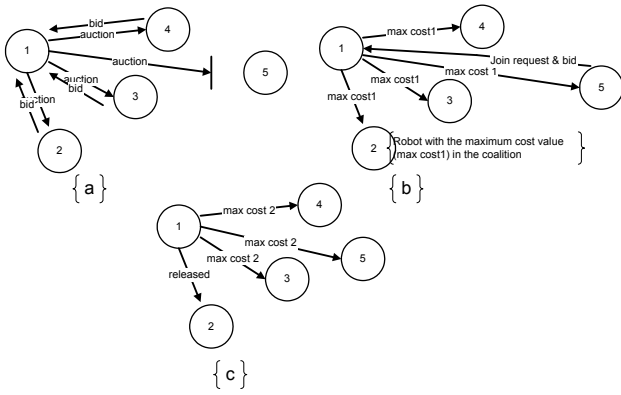 bid
auction
4
1
auction
5
auction
bid
3
auction
bid
2
{a}
max cost1
4
1
Join request & bid
max cost 1
5
max cost1
3
max cost1
2
{Robot with the maximum cost value
(max cost1) in the coalition}
{b}
1
max cost 2
4
max cost 2
5
max cost 2
3
released
2
{c}